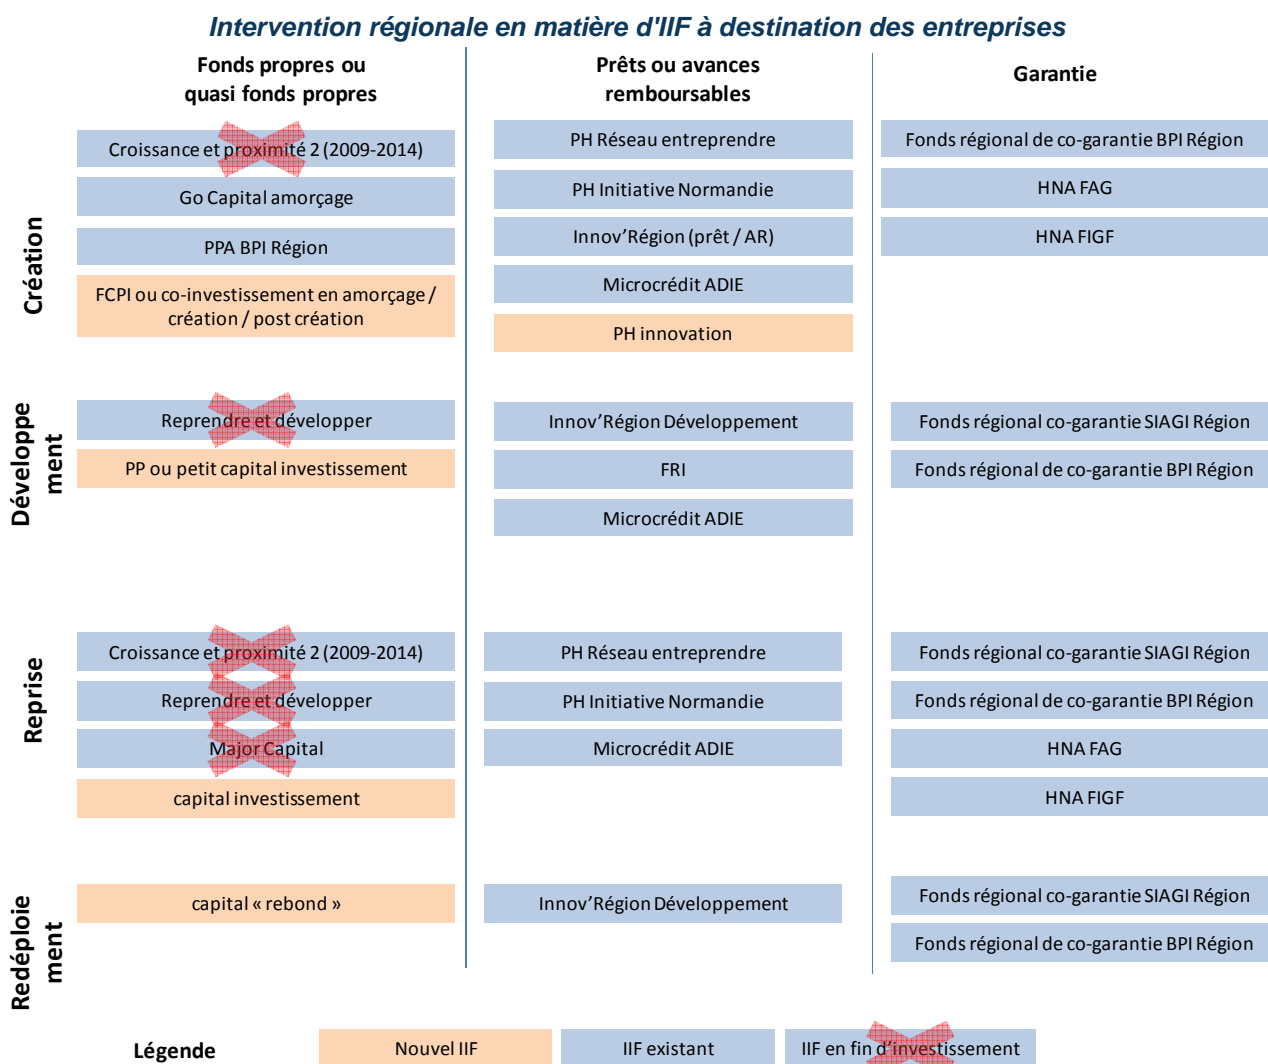 Intervention régionale en matière d'IIF à destination des entreprises
Fonds propres ou
quasi fonds propres
Prêts ou avances
remboursables
Garantie
Création
Croissance et proximité 2 (2009-2014)
Go Capital amorçage
PPA BPI Région
FCPI ou co-investissement en amorçage /
création / post création
PH Réseau entreprendre
PH Initiative Normandie
Innov'Région (prêt / AR)
Microcrédit ADIE
PH innovation
Fonds régional de co-garantie BPI Région
HNA FAG
HNA FIGF
Développe
ment
Reprendre et développer
PP ou petit capital investissement
Innov'Région Développement
FRI
Microcrédit ADIE
Fonds régional co-garantie SIAGI Région
Fonds régional de co-garantie BPI Région
Reprise
Croissance et proximité 2 (2009-2014)
Reprendre et développer
Major Capital
capital investissement
PH Réseau entreprendre
PH Initiative Normandie
Microcrédit ADIE
Fonds régional co-garantie SIAGI Région
Fonds régional de co-garantie BPI Région
HNA FAG
HNA FIGF
Redéploie
ment
capital « rebond »
Innov'Région Développement
Fonds régional co-garantie SIAGI Région
Fonds régional de co-garantie BPI Région
Légende
Nouvel IIF
IIF existant
IIF en fin d'investissement